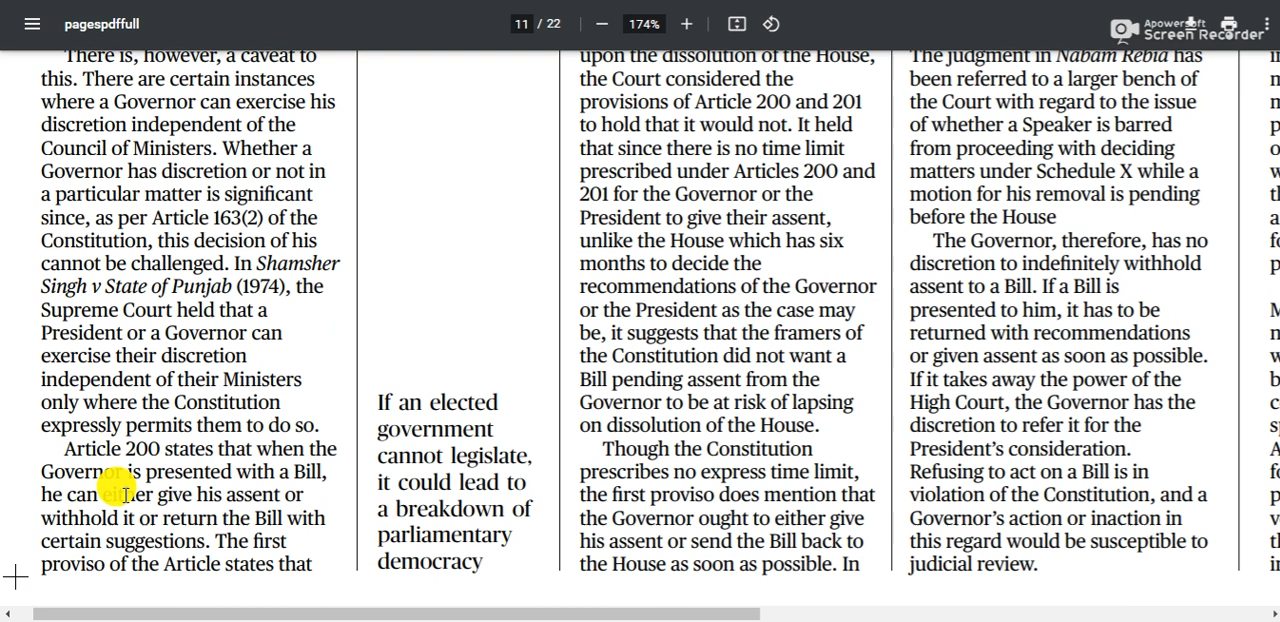 pagespdffull
11 / 22
174%
Apowersoft
Screen Recorder
There is, however, a caveat to
this. There are certain instances
where a Governor can exercise his
discretion independent of the
Council of Ministers. Whether a
Governor has discretion or not in
a particular matter is significant
since, as per Article 163(2) of the
Constitution, this decision of his
cannot be challenged. In Shamsher
Singh v State of Punjab (1974), the
Supreme Court held that a
President or a Governor can
exercise their discretion
independent of their Ministers
only where the Constitution
expressly permits them to do so.
Article 200 states that when the
Governor is presented with a Bill,
he can either give his assent or
withhold it or return the Bill with
certain suggestions. The first
proviso of the Article states that
If an elected
government
cannot legislate,
it could lead to
a breakdown of
parliamentary
democracy
upon the dissolution of the House,
the Court considered the
provisions of Article 200 and 201
to hold that it would not. It held
that since there is no time limit
prescribed under Articles 200 and
201 for the Governor or the
President to give their assent,
unlike the House which has six
months to decide the
recommendations of the Governor
or the President as the case may
be, it suggests that the framers of
the Constitution did not want a
Bill pending assent from the
Governor to be at risk of lapsing
on dissolution of the House.
Though the Constitution
prescribes no express time limit,
the first proviso does mention that
the Governor ought to either give
his assent or send the Bill back to
the House as soon as possible. In
The judgment in Nabam Rebia has
been referred to a larger bench of
the Court with regard to the issue
of whether a Speaker is barred
from proceeding with deciding
matters under Schedule X while a
motion for his removal is pending
before the House
The Governor, therefore, has no
discretion to indefinitely withhold
assent to a Bill. If a Bill is
presented to him, it has to be
returned with recommendations
or given assent as soon as possible.
If it takes away the power of the
High Court, the Governor has the
discretion to refer it for the
President's consideration.
Refusing to act on a Bill is in
violation of the Constitution, and a
Governor's action or inaction in
this regard would be susceptible to
judicial review.